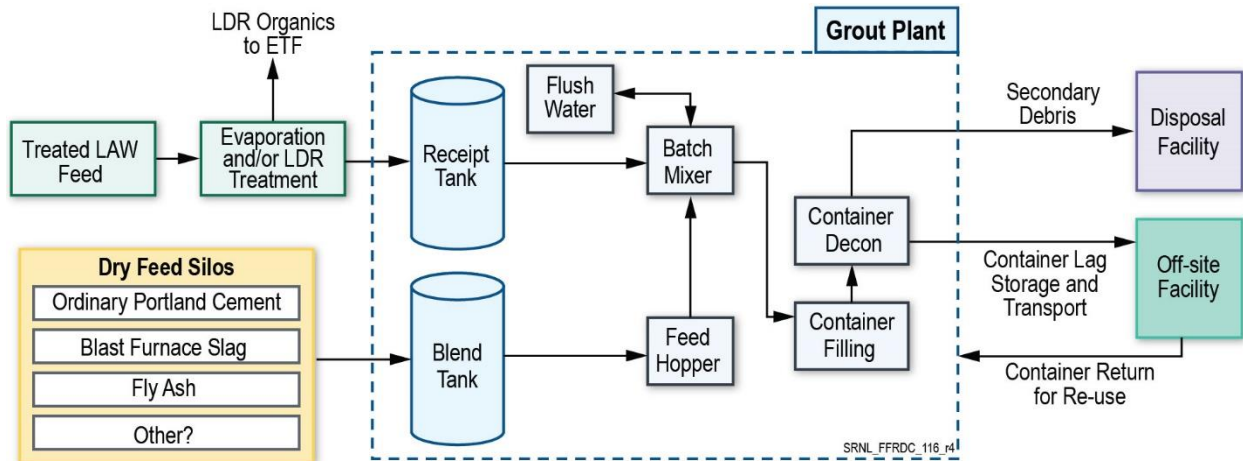 LDR Organics
to ETF
Grout Plant
Treated LAW
Feed
Evaporation
and/or LDR
Treatment
Receipt
Tank
Flush
Water
Batch
Mixer
Secondary
Debris
Disposal
Facility
Container
Decon
Container Lag
Storage and
Transport
Off-site
Facility
Dry Feed Silos
Ordinary Portland Cement
Blast Furnace Slag
Fly Ash
Other?
Blend
Tank
Feed
Hopper
Container
Filling
Container Return
for Re-use
SRNL_FFRDC_116_r4